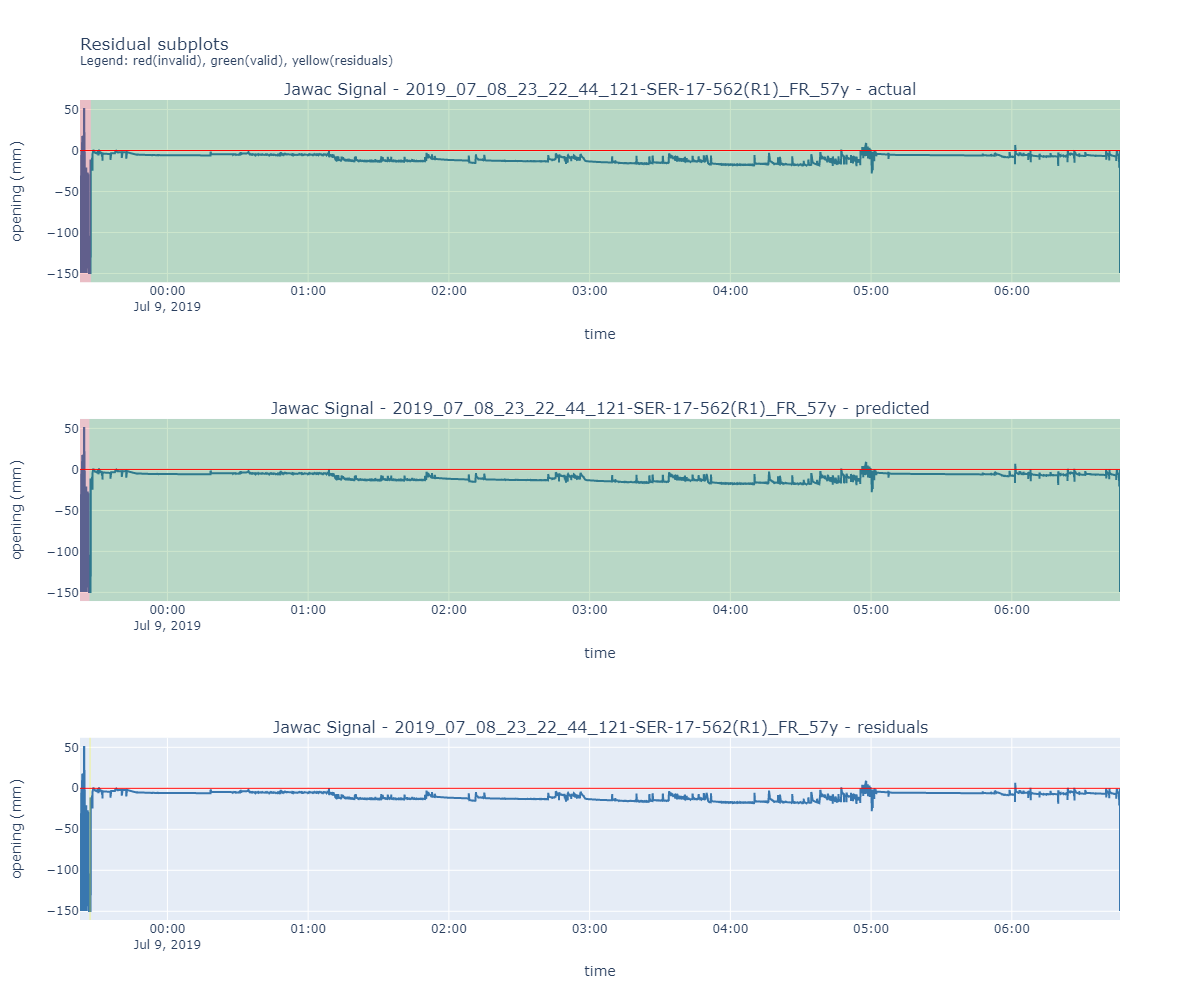 Residual subplots
Legend: red(invalid), green(valid), yellow(residuals)
Jawac Signal - 2019_07_08_23_22_44_121-SER-17-562(R1)_FR_57y - actual
opening (mm)
50
0
−50
−100
−150
00:00
Jul 9, 2019
01:00
02:00
03:00
04:00
05:00
06:00
time
Jawac Signal - 2019_07_08_23_22_44_121-SER-17-562(R1)_FR_57y - predicted
opening (mm)
50
0
−50
−100
−150
00:00
Jul 9, 2019
01:00
02:00
03:00
04:00
05:00
06:00
time
Jawac Signal - 2019_07_08_23_22_44_121-SER-17-562(R1)_FR_57y - residuals
opening (mm)
50
0
−50
−100
−150
00:00
Jul 9, 2019
01:00
02:00
03:00
04:00
05:00
06:00
time